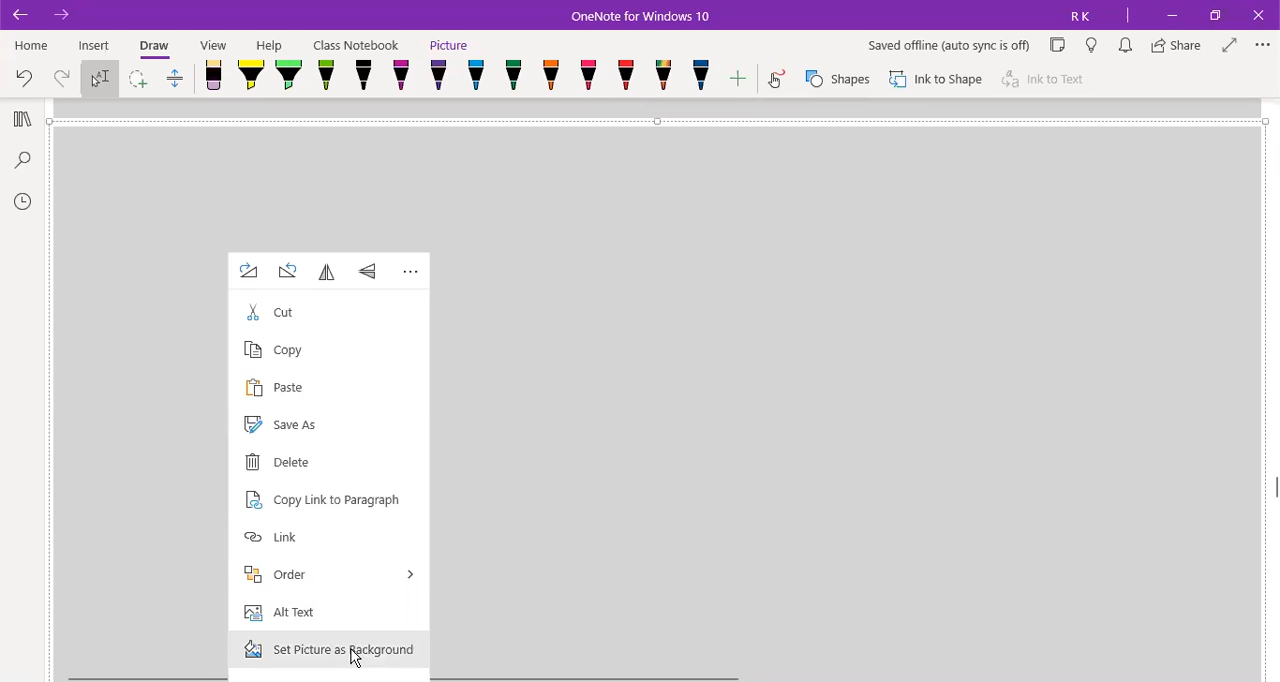 OneNote for Windows 10
R K
Home Insert Draw View Help Class Notebook Picture
Saved offline (auto sync is off) Share
Shapes Ink to Shape Ink to Text
Cut
Copy
Paste
Save As
Delete
Copy Link to Paragraph
Link
Order
Alt Text
Set Picture as Background